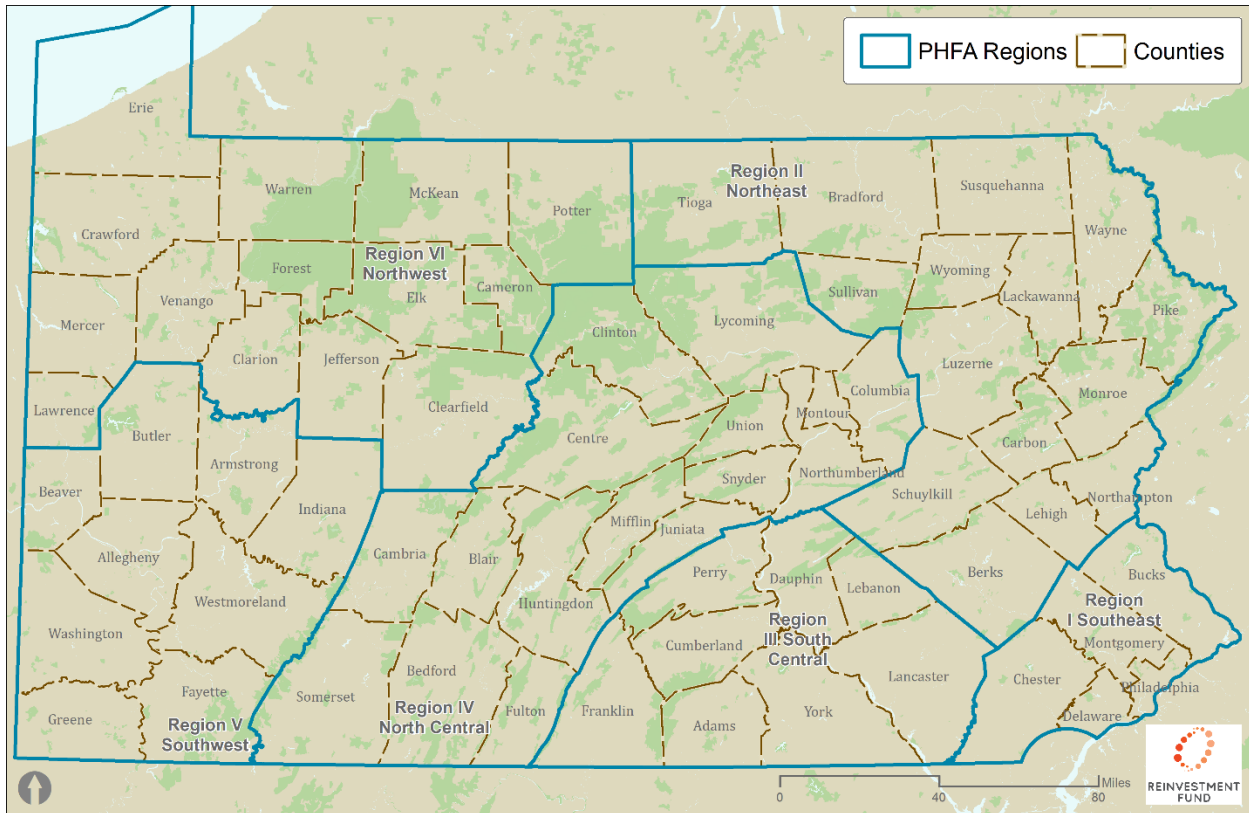 PHFA Regions
Counties
Erie
Warren
McKean
Potter
Region II
Northeast
Tioga
Bradford
Susquehanna
Wayne
Crawford
Forest
Region VI
Northwest
Elk
Cameron
Wyoming
Lackawanna
Sullivan
Pike
Venango
Mercer
Clinton
Lycoming
Clarion
Jefferson
Luzerne
Monroe
Lawrence
Clearfield
Columbia
Montour
Butler
Centre
Union
Carbon
Armstrong
Snyder
Northumberland
Schuylkill
Northampton
Beaver
Indiana
Lehigh
Mifflin
Juniata
Allegheny
Cambria
Blair
Perry
Dauphin
Lebanon
Berks
Bucks
Westmoreland
Huntingdon
Region
I Southeast
Washington
Cumberland
Region
III South
Central
Montgomery
Bedford
Lancaster
Chester
Philadelphia
Fayette
Somerset
Region IV
North Central
Fulton
Franklin
Adams
York
Delaware
Greene
Region V
Southwest
Miles
0
40
80
REINVESTMENT
FUND